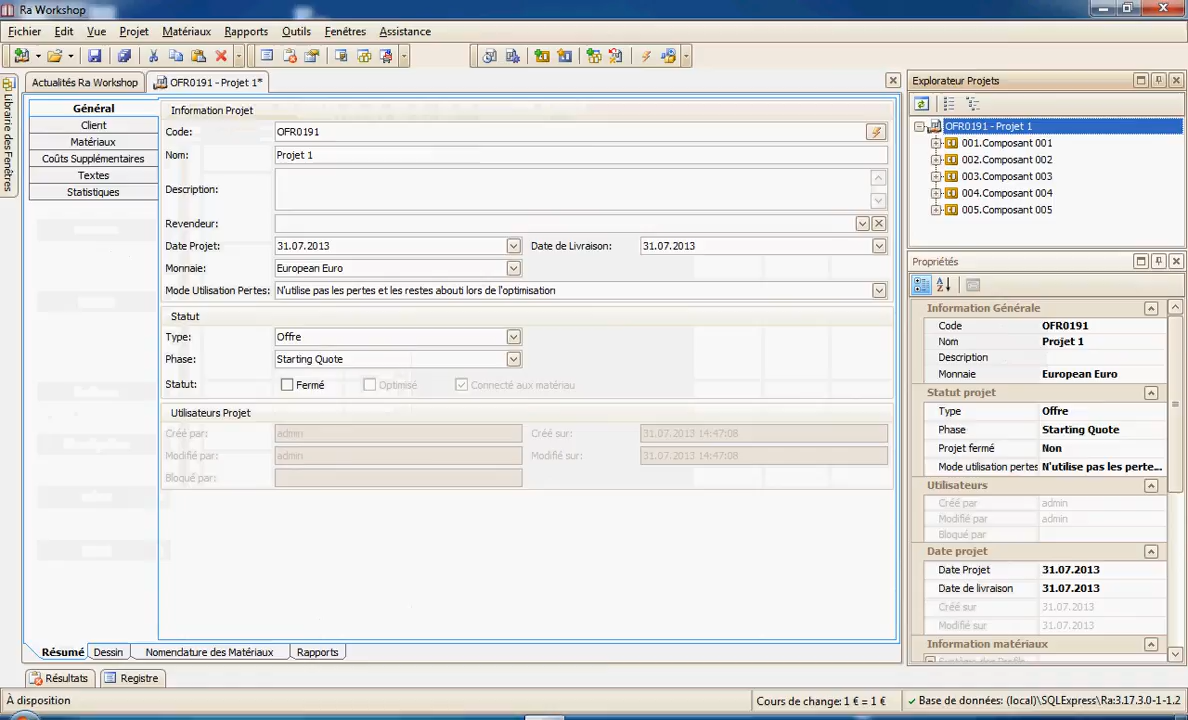 Ra Workshop
Fichier Edit Vue Projet Matériaux Rapports Outils Fenêtres Assistance
Actualités Ra Workshop OFR0191 - Projet 1*
Librairie des Fenêtres
Général
Client
Matériaux
Coûts Supplémentaires
Textes
Statistiques
Information Projet
Code: OFR0191
Nom: Projet 1
Description:
Revendeur:
Date Projet: 31.07.2013 Date de Livraison: 31.07.2013
Monnaie: European Euro
Mode Utilisation Pertes: N'utilise pas les pertes et les restes abouti lors de l'optimisation
Statut
Type: Offre
Phase: Starting Quote
Statut: Fermé Optimisé Connecté aux matériau
Utilisateurs Projet
Créé par: admin Créé sur: 31.07.2013 14:47:08
Modifié par: admin Modifié sur: 31.07.2013 14:47:08
Bloqué par:
Résumé Dessin Nomenclature des Matériaux Rapports
Explorateur Projets
OFR0191 - Projet 1
001.Composant 001
002.Composant 002
003.Composant 003
004.Composant 004
005.Composant 005
Propriétés
Information Générale
Code OFR0191
Nom Projet 1
Description
Monnaie European Euro
Statut projet
Type Offre
Phase Starting Quote
Projet fermé Non
Mode utilisation pertes N'utilise pas les perte...
Utilisateurs
Créé par admin
Modifié par admin
Bloqué par
Date projet
Date Projet 31.07.2013
Date de livraison 31.07.2013
Créé sur 31.07.2013
Modifié sur 31.07.2013
Information matériaux
Résultats Registre
À disposition Cours de change: 1 € = 1 € Base de données: (local)\SQLExpress\Ra:3.17.3.0-1-1.2